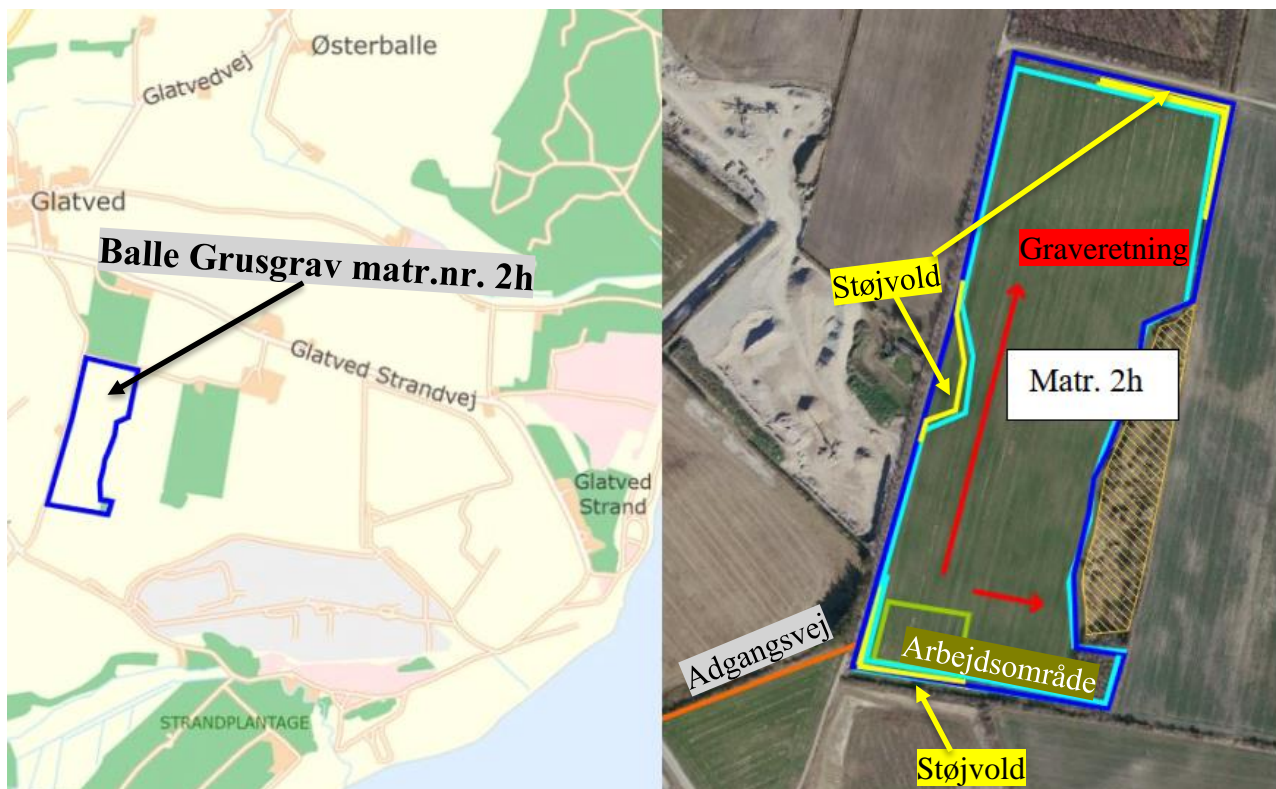 Østerballe
Glatvedvej
Glatved
Balle Grusgrav matr.nr. 2h
Glatved Strandvej
Glatved
Strand
STRANDPLANTAGE
Graveretning
Støjvold
Matr. 2h
Adgangsvej
Arbejdsområde
Støjvold